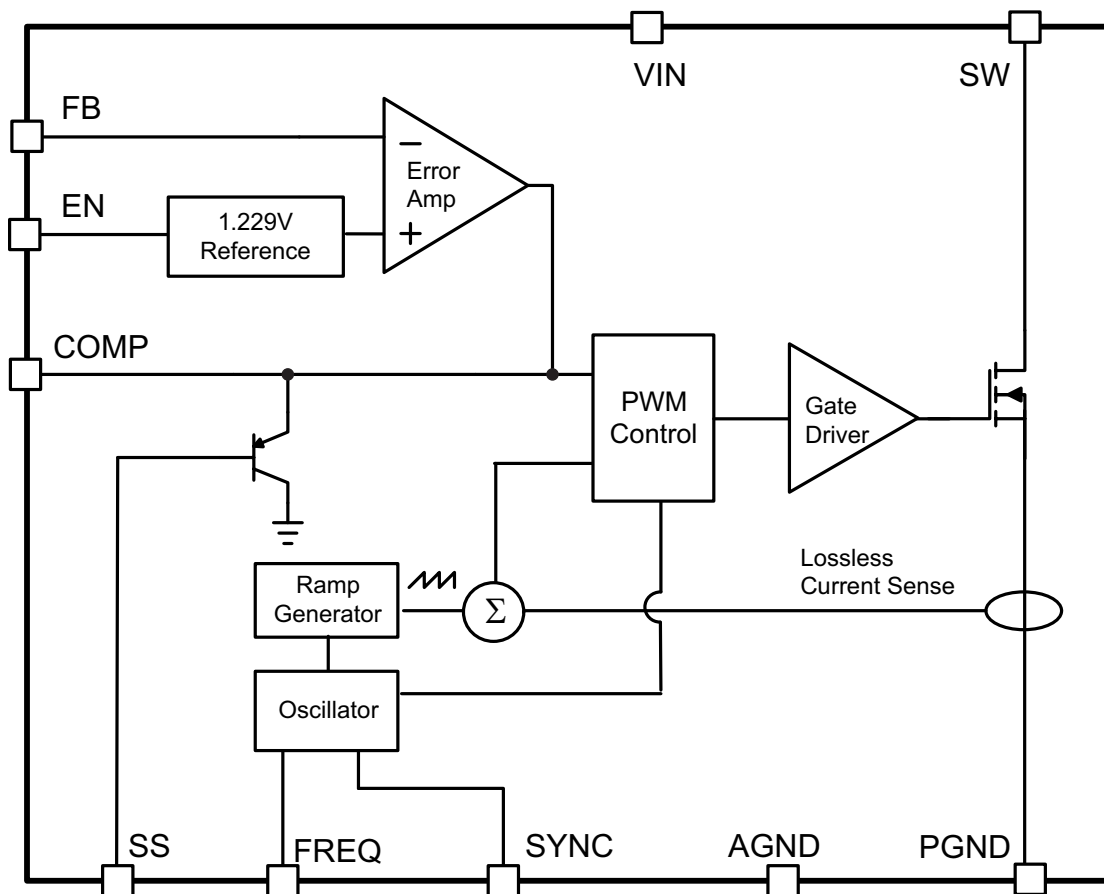 VIN
SW
FB
Error
Amp
−
+
EN
1.229V
Reference
COMP
PWM
Control
Gate
Driver
Lossless
Current Sense
Ramp
Generator
Σ
Oscillator
SS
FREQ
SYNC
AGND
PGND